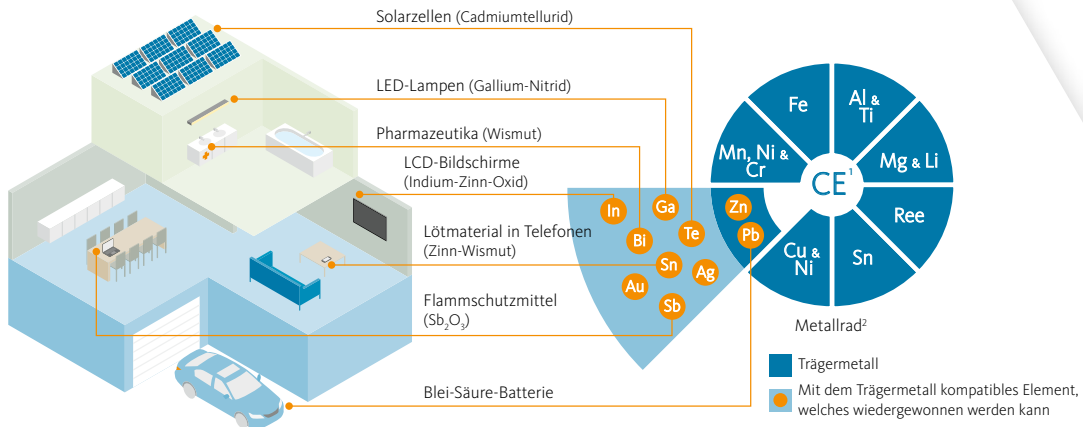 Solarzellen (Cadmiumtellurid)
LED-Lampen (Gallium-Nitrid)
Pharmazeutika (Wismut)
LCD-Bildschirme
(Indium-Zinn-Oxid)
Lötmaterial in Telefonen
(Zinn-Wismut)
Flammschutzmittel
(Sb₂O₃)
Blei-Säure-Batterie
In
Ga
Bi
Te
Sn
Ag
Au
Sb
Zn
Pb
Fe
Al &
Ti
Mn, Ni &
Cr
Mg & Li
CE¹
Ree
Cu &
Ni
Sn
Metallrad²
Trägermetall
Mit dem Trägermetall kompatibles Element,
welches wiedergewonnen werden kann